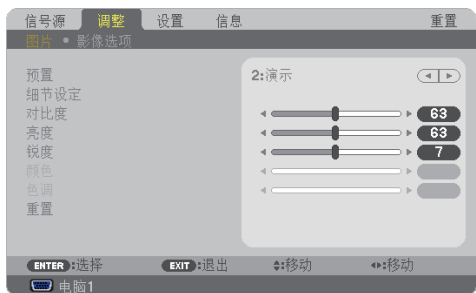 信号源 调整 设置 信息 重置
图片 • 影像选项
预置 2:演示
细节设定
对比度 63
亮度 63
锐度 7
颜色
色调
重置
ENTER:选择 EXIT:退出 :移动 :移动
电脑1